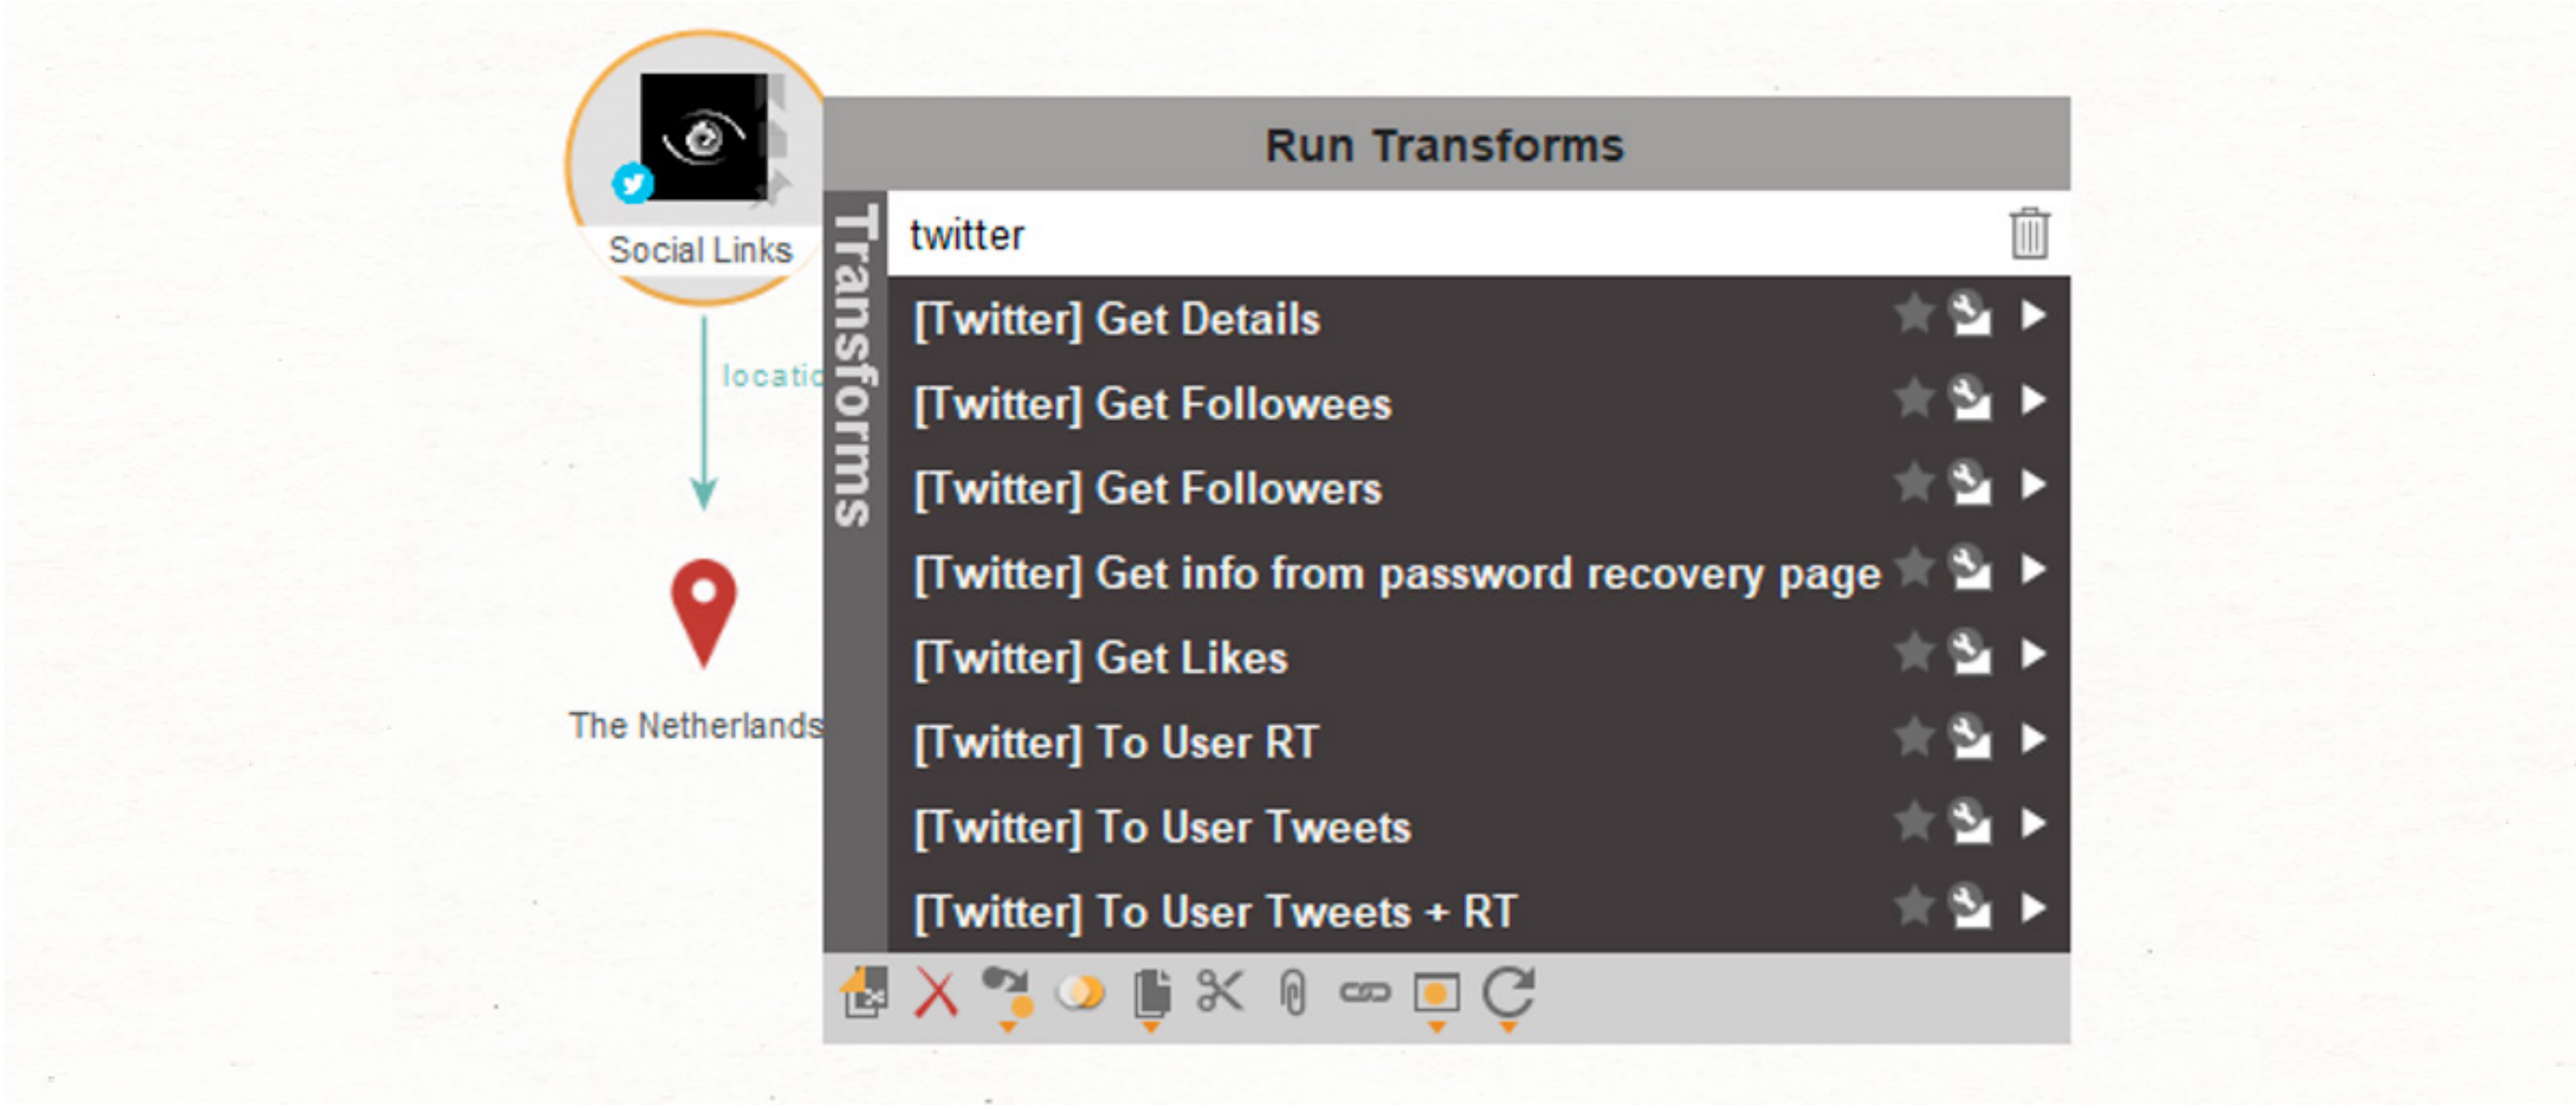 Social Links
locatio
The Netherlands
Run Transforms
Transforms
twitter
[Twitter] Get Details
[Twitter] Get Followees
[Twitter] Get Followers
[Twitter] Get info from password recovery page
[Twitter] Get Likes
[Twitter] To User RT
[Twitter] To User Tweets
[Twitter] To User Tweets + RT